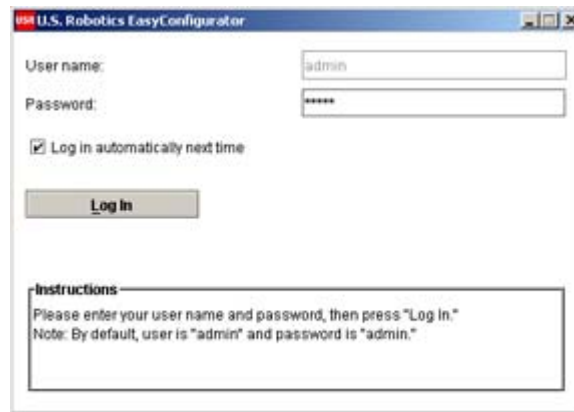 USR U.S. Robotics EasyConfigurator
User name: admin
Password: *****
Log in automatically next time
Log In
Instructions
Please enter your user name and password, then press "Log In."
Note: By default, user is "admin" and password is "admin."